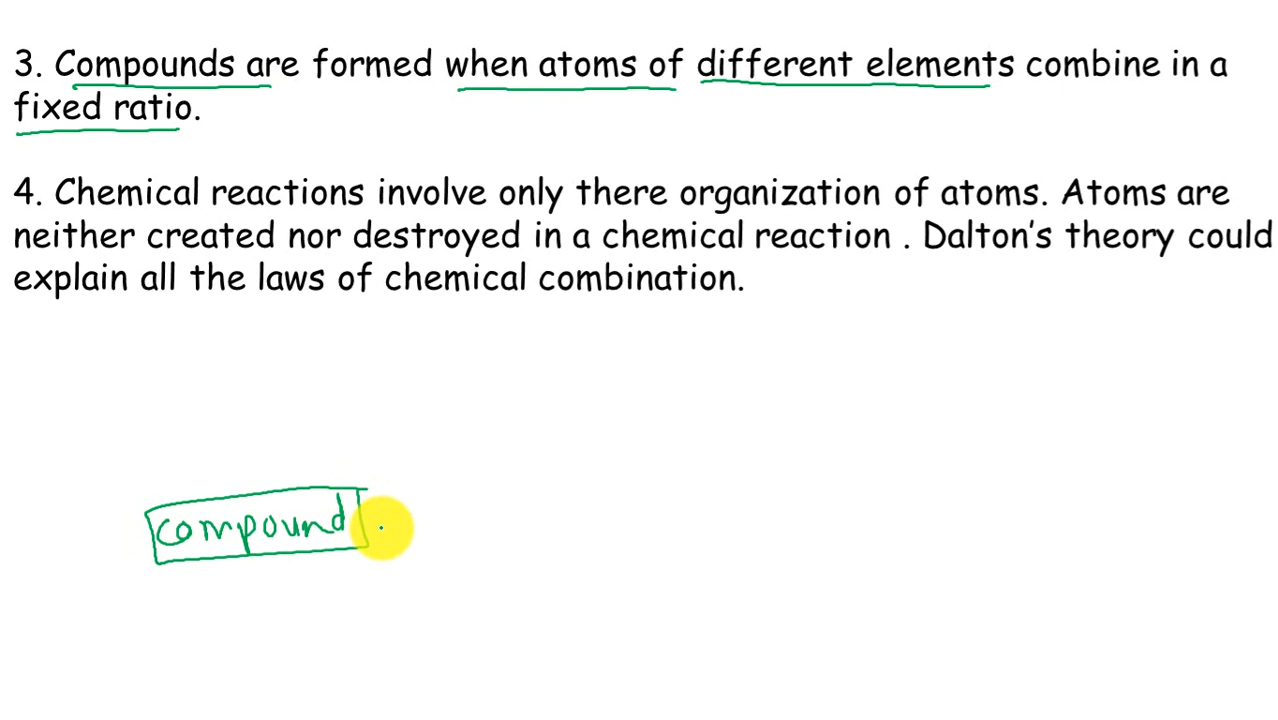 3. Compounds are formed when atoms of different elements combine in a
fixed ratio.
4. Chemical reactions involve only there organization of atoms. Atoms are
neither created nor destroyed in a chemical reaction . Dalton's theory could
explain all the laws of chemical combination.
compound